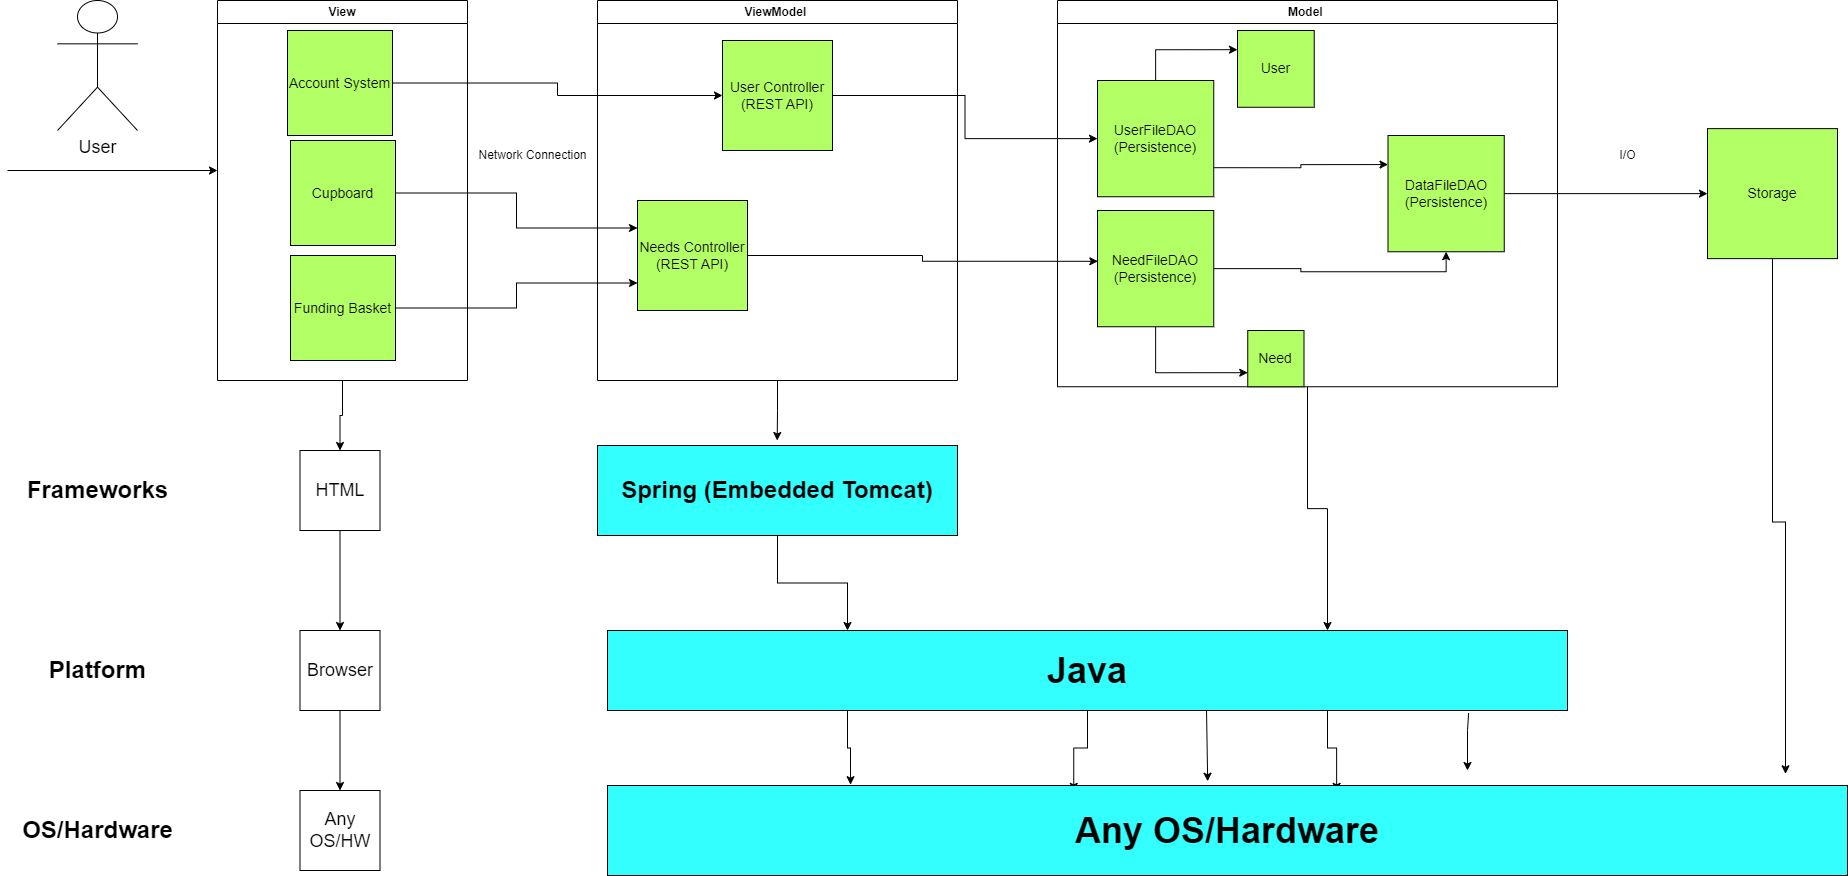 View
ViewModel
Model
User
Account System
Cupboard
Funding Basket
Network Connection
User Controller
(REST API)
Needs Controller
(REST API)
User
UserFileDAO
(Persistence)
NeedFileDAO
(Persistence)
DataFileDAO
(Persistence)
Need
I/O
Storage
Frameworks
HTML
Spring (Embedded Tomcat)
Platform
Browser
Java
OS/Hardware
Any
OS/HW
Any OS/Hardware